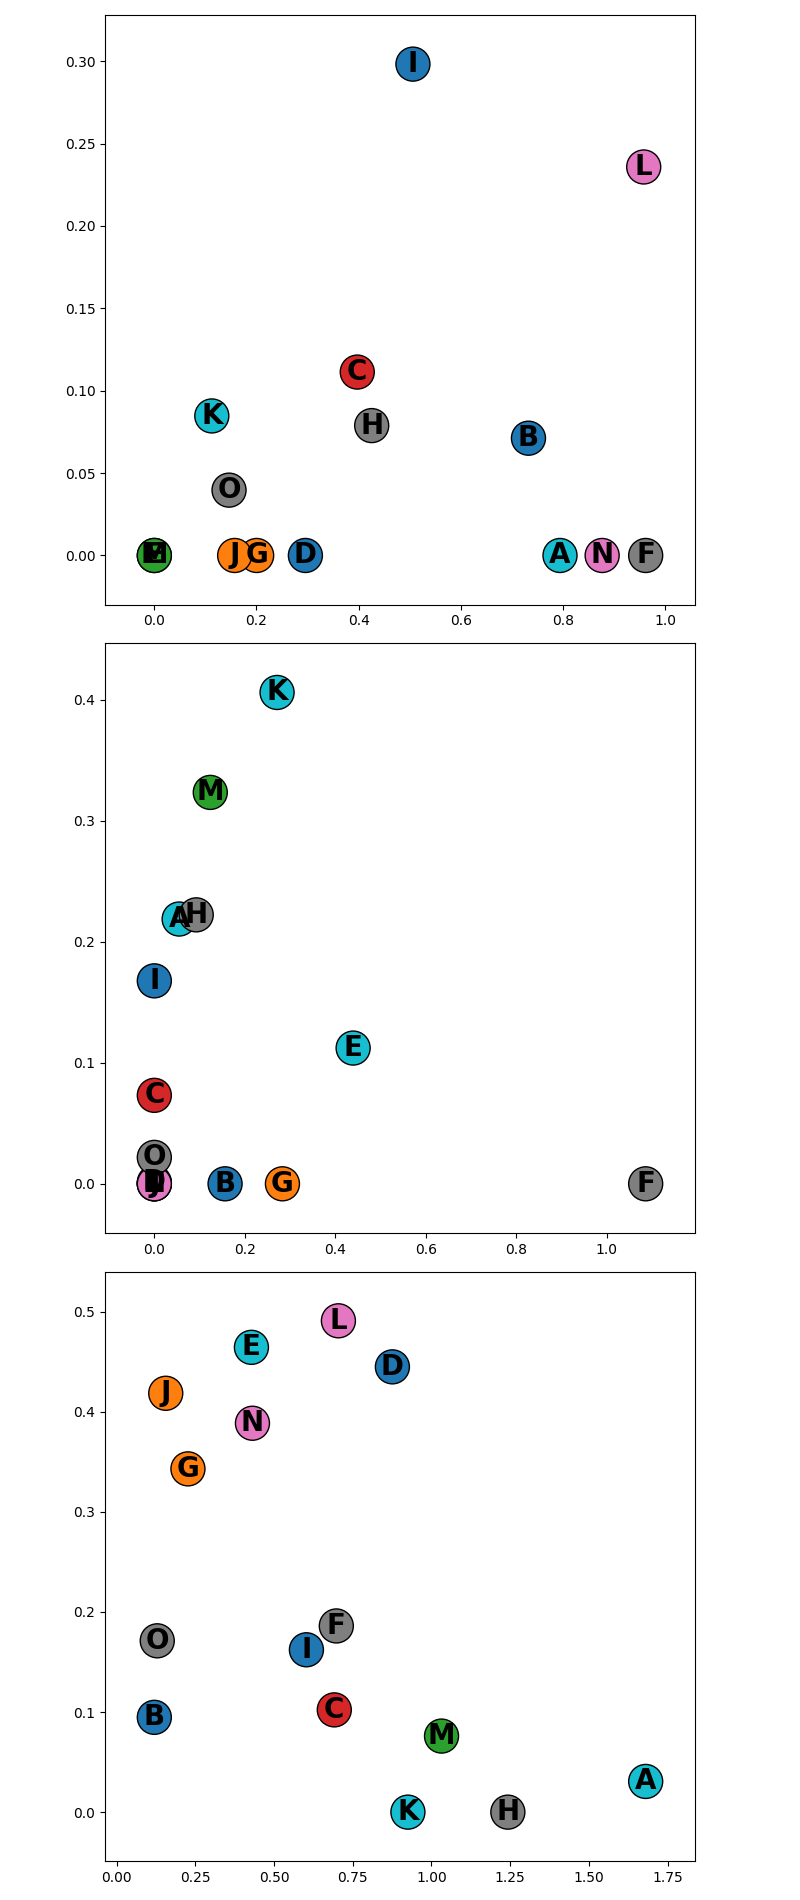 0.30
I
0.25
L
0.20
0.15
C
0.10
K
H
B
0.05
O
0.00
J G D A N F
0.0 0.2 0.4 0.6 0.8 1.0
K
0.4
M
0.3
A H
0.2
I
E
0.1
C
O
0.0
B G F
0.0 0.2 0.4 0.6 0.8 1.0
0.5
L
E
D
J
0.4
N
G
0.3
0.2
F
O
I
0.1
B
C
M
A
0.0
K H
0.00 0.25 0.50 0.75 1.00 1.25 1.50 1.75